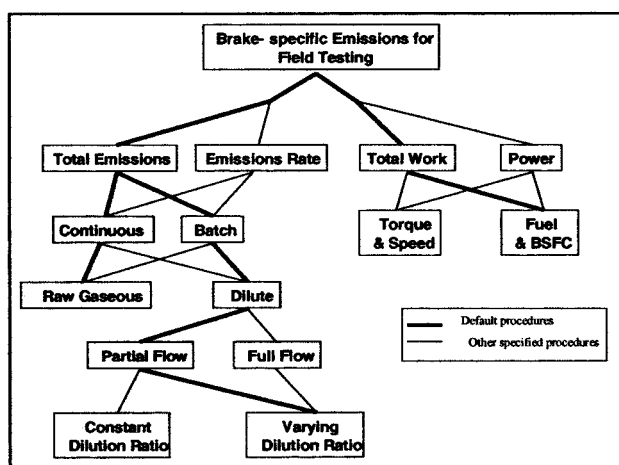 Brake- specific Emissions for
Field Testing
Total Emissions
Emissions Rate
Total Work
Power
Continuous
Batch
Torque
& Speed
Fuel
& BSFC
Raw Gaseous
Dilute
Default procedures
Other specified procedures
Partial Flow
Full Flow
Constant
Dilution Ratio
Varying
Dilution Ratio